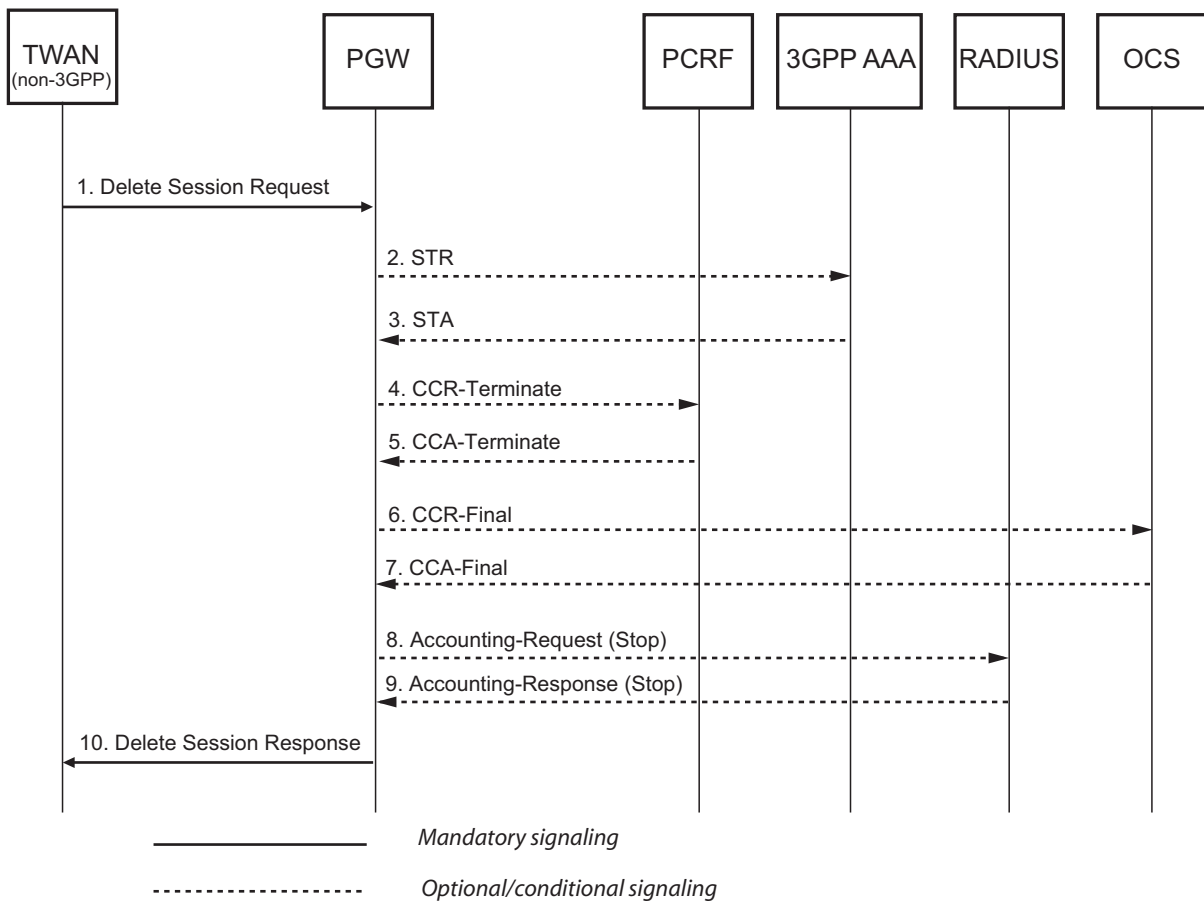 TWAN
(non-3GPP)
PGW
PCRF
3GPP AAA
RADIUS
OCS
1. Delete Session Request
2. STR
3. STA
4. CCR-Terminate
5. CCA-Terminate
6. CCR-Final
7. CCA-Final
8. Accounting-Request (Stop)
9. Accounting-Response (Stop)
10. Delete Session Response
Mandatory signaling
Optional/conditional signaling